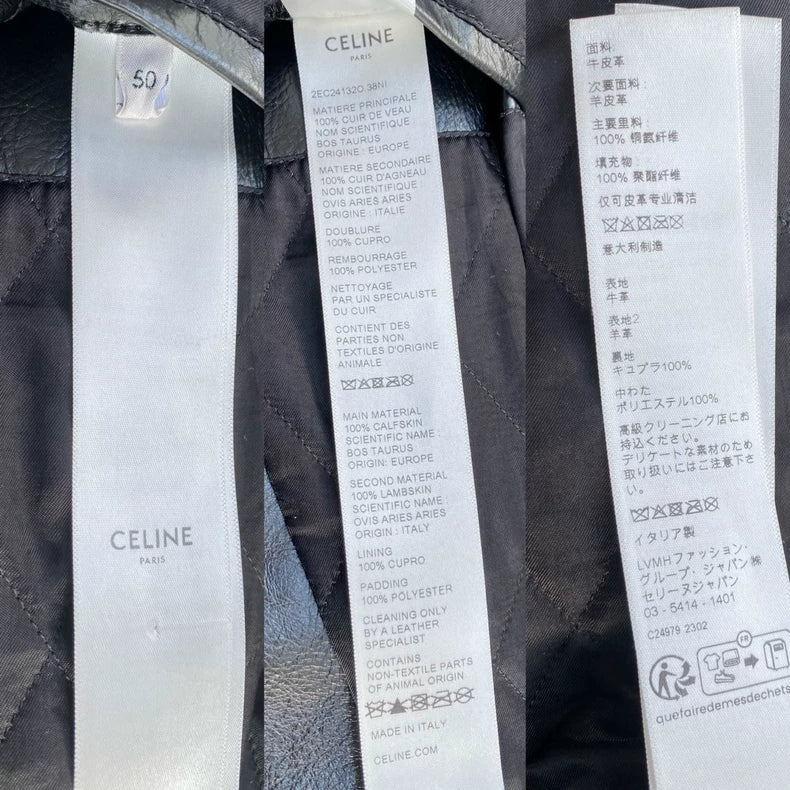 50
CELINE
PARIS
CELINE
PARIS
2EC24132O.38NI
MATIERE PRINCIPALE
100% CUIR DE VEAU
NOM SCIENTIFIQUE
BOS TAURUS
ORIGINE : EUROPE
MATIERE SECONDAIRE
100% CUIR D'AGNEAU
NOM SCIENTIFIQUE
OVIS ARIES ARIES
ORIGINE : ITALIE
DOUBLURE
100% CUPRO
REMBOURRAGE
100% POLYESTER
NETTOYAGE
PAR UN SPECIALISTE
DU CUIR
CONTIENT DES
PARTIES NON
TEXTILES D'ORIGINE
ANIMALE
MAIN MATERIAL
100% CALFSKIN
SCIENTIFIC NAME :
BOS TAURUS
ORIGIN: EUROPE
SECOND MATERIAL
100% LAMBSKIN
SCIENTIFIC NAME :
OVIS ARIES ARIES
ORIGIN : ITALY
LINING
100% CUPRO
PADDING
100% POLYESTER
CLEANING ONLY
BY A LEATHER
SPECIALIST
CONTAINS
NON-TEXTILE PARTS
OF ANIMAL ORIGIN
MADE IN ITALY
CELINE.COM
面料:
牛皮革
次要面料:
羊皮革
主要里料:
100% 铜氨纤维
填充物:
100% 聚酯纤维
仅可皮革专业清洁
意大利制造
表地
牛革
表地2
羊革
裏地
キュプラ100%
中わた
ポリエステル100%
高級クリーニング店にお
持込ください。
デリケートな素材のため
取り扱いにはご注意下さ
い。
イタリア製
LVMHファッション・
グループ・ジャパン㈱
セリーヌジャパン
03 - 5414 - 1401
C24979 2302
FR
quefairedemesdechets